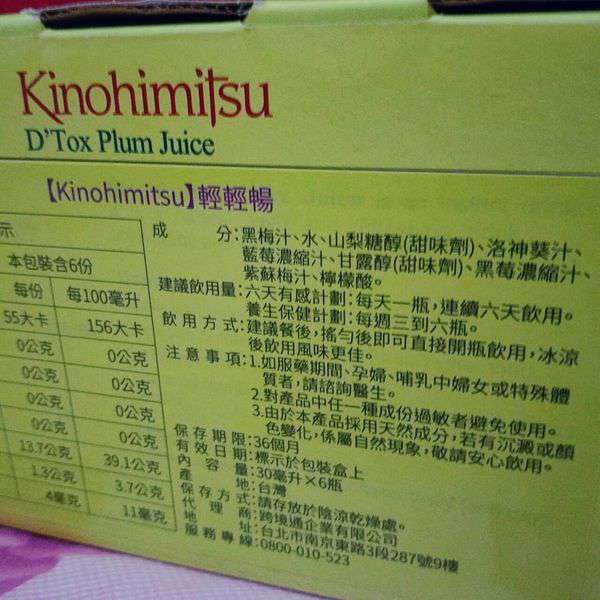 Kinohimitsu
D'Tox Plum Juice
【Kinohimitsu】輕輕暢
示
本包裝含6份
每份 每100毫升
55大卡 156大卡
0公克 0公克
0公克 0公克
0公克 0公克
0公克 0公克
13.7公克 39.1公克
1.3公克 3.7公克
4毫克 11毫克
成分:黑梅汁、水、山梨糖醇(甜味劑)、洛神葵汁、
藍莓濃縮汁、甘露醇(甜味劑)、黑莓濃縮汁、
紫蘇梅汁、檸檬酸。
建議飲用量:六天有感計劃:每天一瓶,連續六天飲用。
養生保健計劃:每週三到六瓶。
飲用方式:建議餐後,搖勻後即可直接開瓶飲用,冰涼
後飲用風味更佳。
注意事項:1.如服藥期間、孕婦、哺乳中婦女或特殊體
質者,請諮詢醫生。
2.對產品中任一種成份過敏者避免使用。
3.由於本產品採用天然成分,若有沉澱或顏
色變化,係屬自然現象,敬請安心飲用。
保存期限:36個月
有效日期:標示於包裝盒上
內容量:30毫升×6瓶
產地:台灣
保存方式:請存放於陰涼乾燥處。
代理商:跨境通企業有限公司
地址:台北市南京東路3段287號9樓
服務專線:0800-010-523